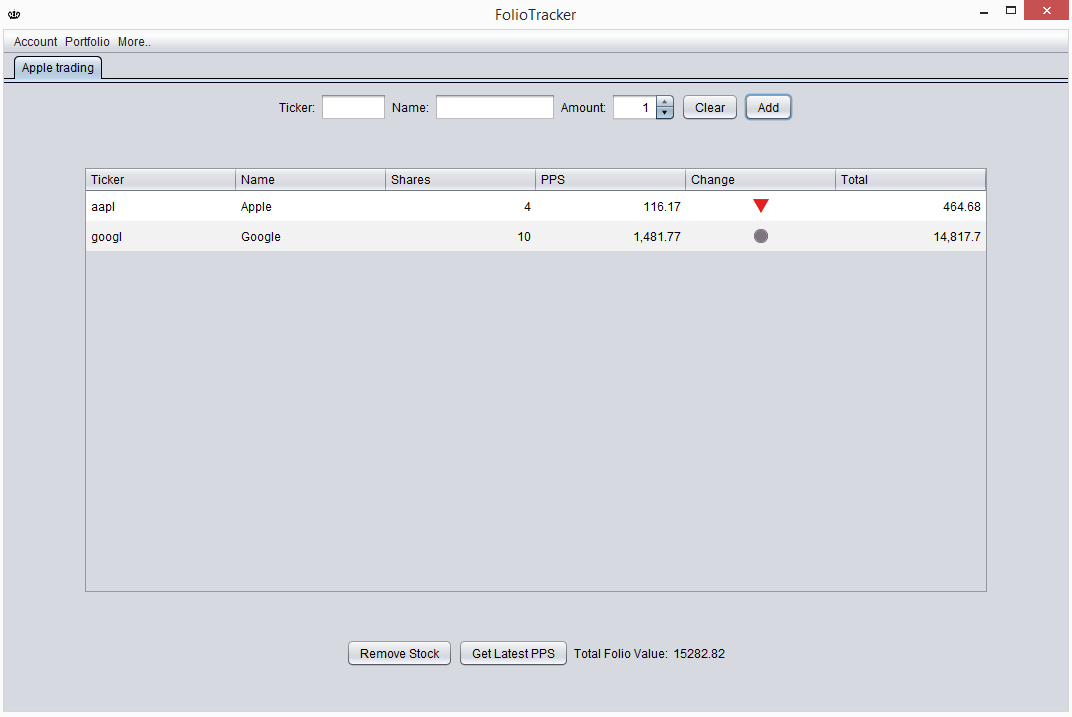 FolioTracker
Account Portfolio More..
Apple trading
Ticker: Name: Amount: 1 Clear Add
Ticker Name Shares PPS Change Total
aapl Apple 4 116.17 464.68
googl Google 10 1,481.77 14,817.7
Remove Stock Get Latest PPS Total Folio Value: 15282.82